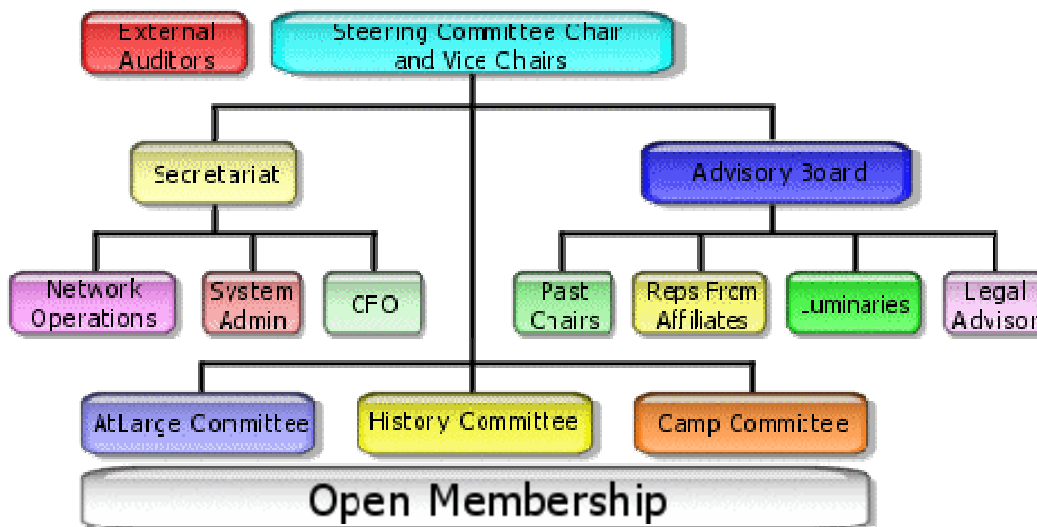 External
Auditors
Steering Committee Chair
and Vice Chairs
Secretariat
Advisory Board
Network
Operations
System
Admin
CFO
Past
Chairs
Reps From
Affiliates
Luminaries
Legal
Advisor
AtLarge Committee
History Committee
Camp Committee
Open Membership